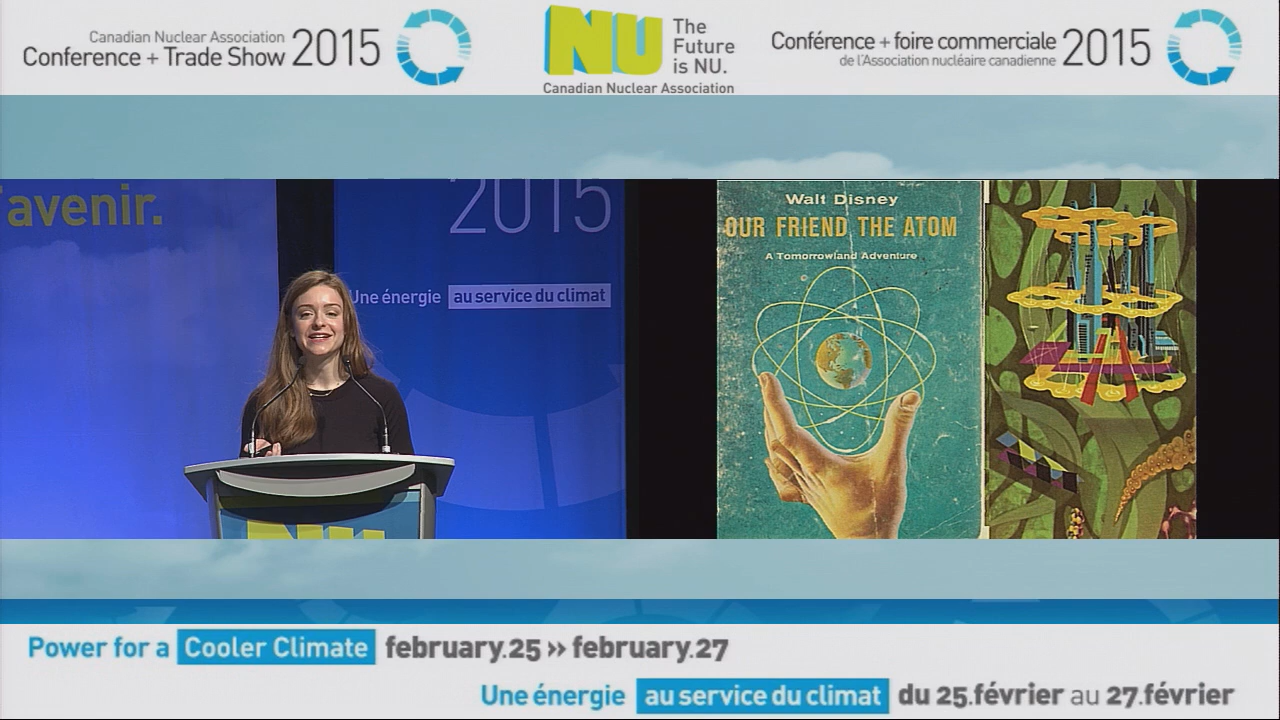 Canadian Nuclear Association
Conference + Trade Show 2015
NU
The
Future
is NU.
Canadian Nuclear Association
Conférence + foire commerciale 2015
de l'Association nucléaire canadienne
'avenir.
2015
Une énergie au service du climat
NU
Walt Disney
OUR FRIEND THE ATOM
A Tomorrowland Adventure
Power for a Cooler Climate february.25 ›› february.27
Une énergie au service du climat du 25.février au 27.février